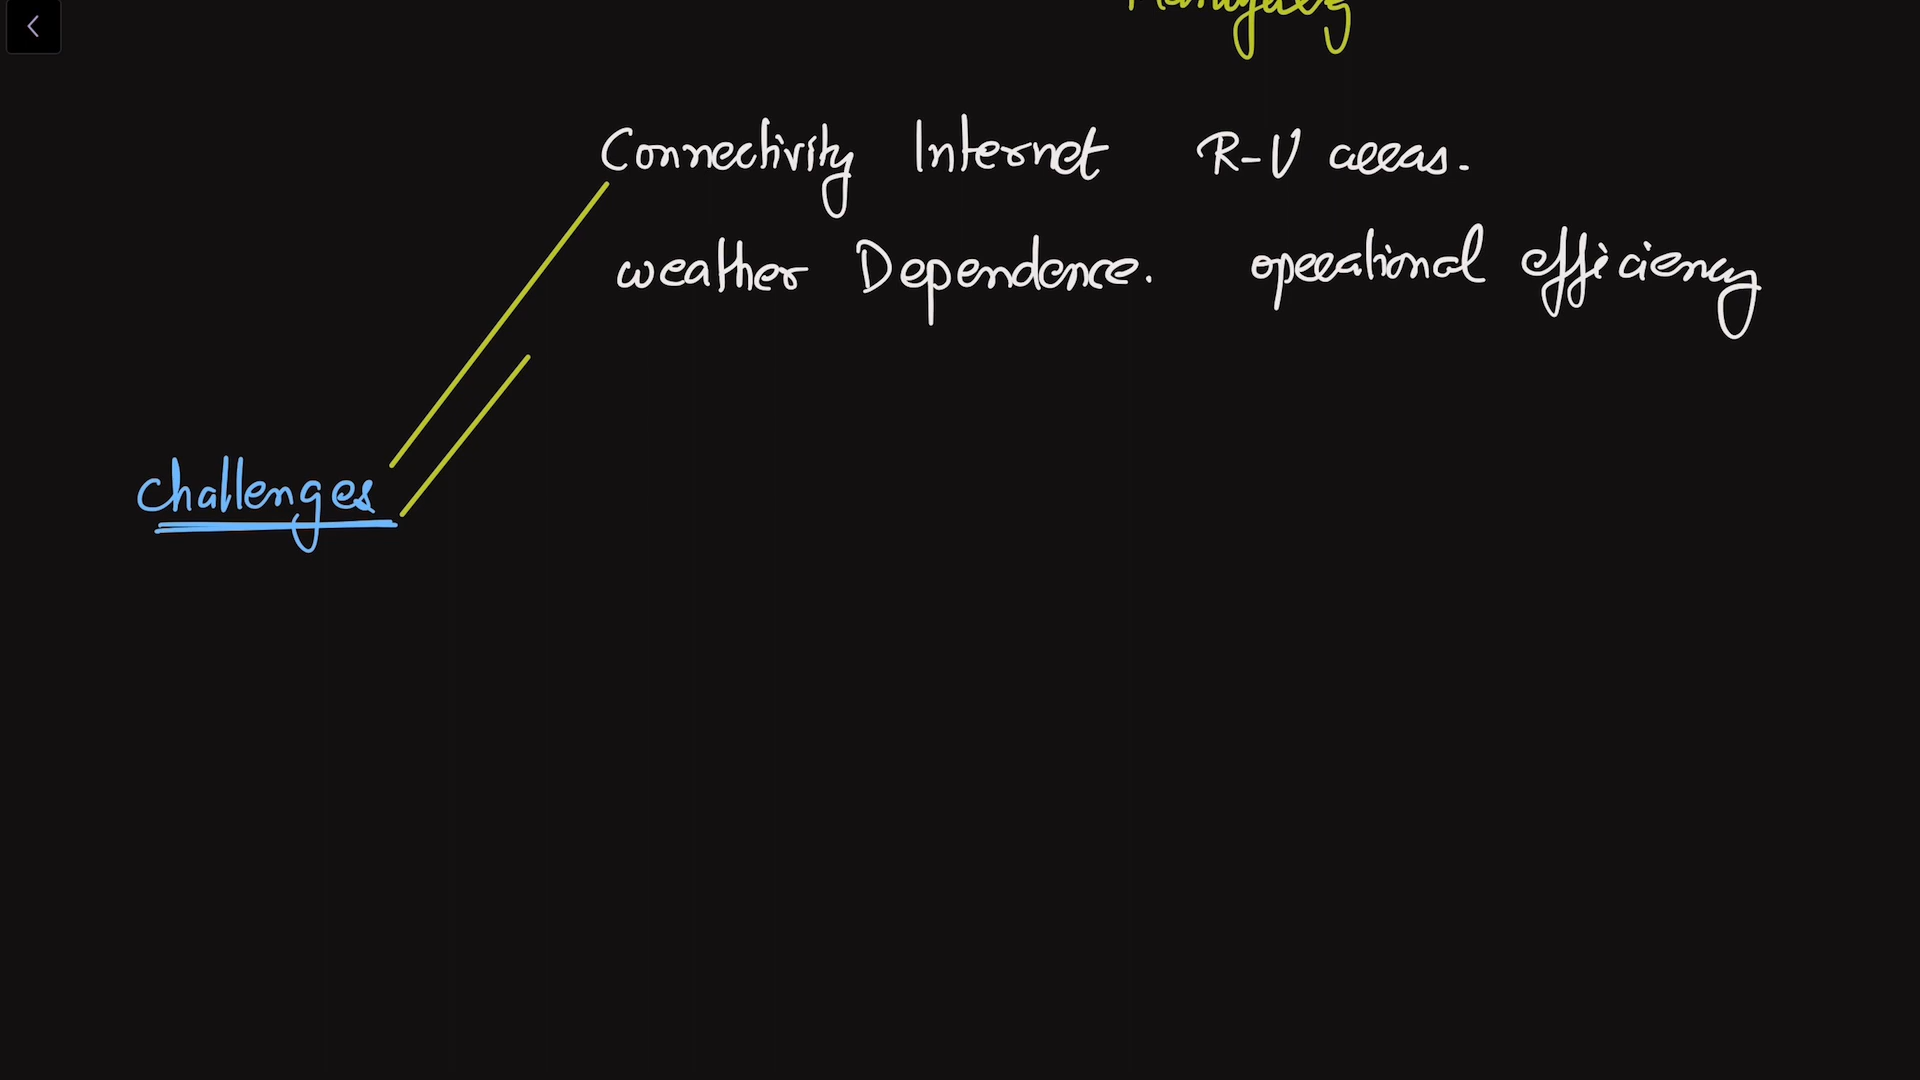 Connectivity Internet R-V areas.
weather Dependence. operational efficiency
Challenges